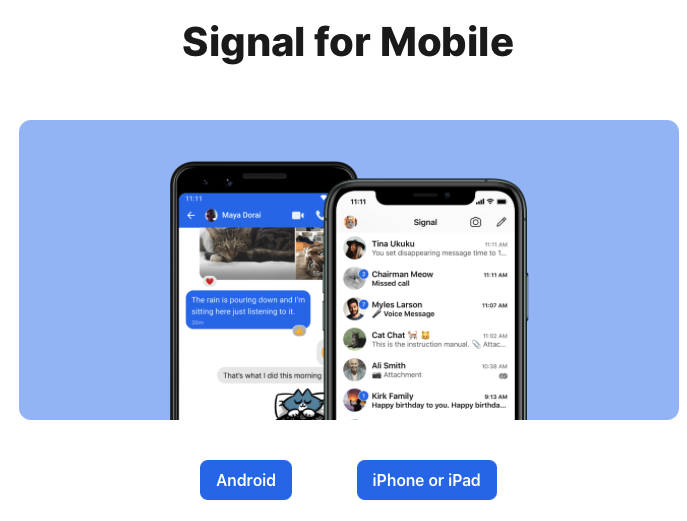 Signal for Mobile
11:11
Maya Dorai
The rain is pouring down and I'm
sitting here just listening to it.
That's what I did this morning
11:11
Signal
Tina Ukuku
11:11 AM
You set disappearing message time to 1...
2
Chairman Meow
11:11 AM
Missed call
7
Myles Larson
11:07 AM
Voice Message
Cat Chat 🐈 😺
11:02 AM
This is the instruction manual. 📎 Attac...
Ali Smith
10:38 AM
Attachment
1
Kirk Family
9:13 AM
Happy birthday to you. Happy birthda...
Android
iPhone or iPad